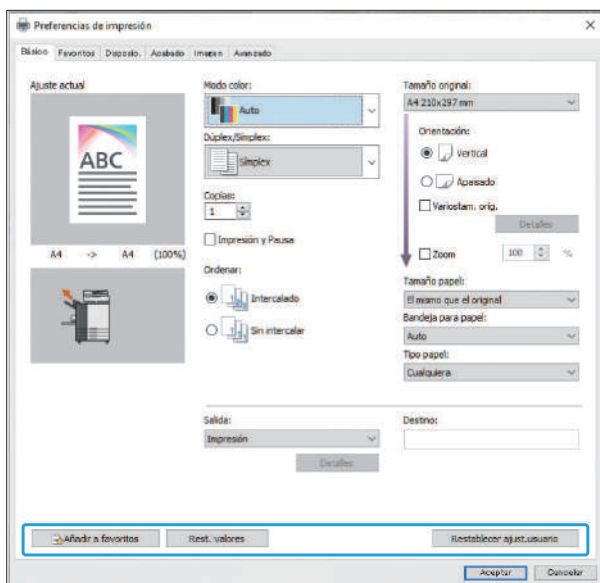 Preferencias de impresión
Básico Favoritos Disposic. Acabado Imagen Avanzado
Ajuste actual
ABC
A4 -> A4 (100%)
Modo color:
Auto
Dúplex/Símplex:
Símplex
Copias:
1
Impresión y Pausa
Ordenar:
Intercalado
Sin intercalar
Tamaño original:
A4 210x297 mm
Orientación:
Vertical
Apaisado
Variostam. orig.
Detalles
Zoom 100 %
Tamaño papel:
El mismo que el original
Bandeja para papel:
Auto
Tipo papel:
Cualquiera
Salida:
Impresión
Detalles
Destino:
Añadir a favoritos Rest. valores Restablecer ajust.usuario
Aceptar Cancelar